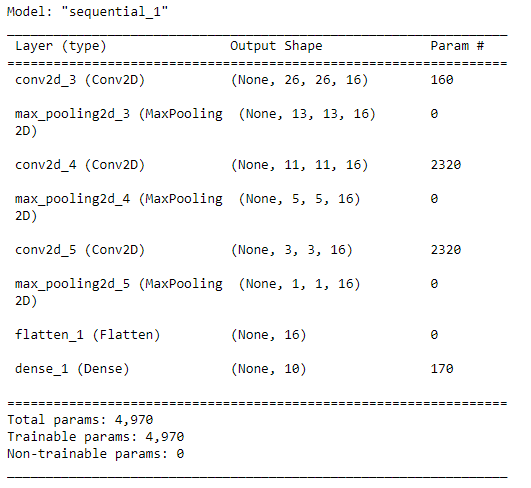 Model: "sequential_1"
_________________________________________________________________
Layer (type) Output Shape Param #
=================================================================
conv2d_3 (Conv2D) (None, 26, 26, 16) 160
max_pooling2d_3 (MaxPooling (None, 13, 13, 16) 0
2D)
conv2d_4 (Conv2D) (None, 11, 11, 16) 2320
max_pooling2d_4 (MaxPooling (None, 5, 5, 16) 0
2D)
conv2d_5 (Conv2D) (None, 3, 3, 16) 2320
max_pooling2d_5 (MaxPooling (None, 1, 1, 16) 0
2D)
flatten_1 (Flatten) (None, 16) 0
dense_1 (Dense) (None, 10) 170
=================================================================
Total params: 4,970
Trainable params: 4,970
Non-trainable params: 0
_________________________________________________________________